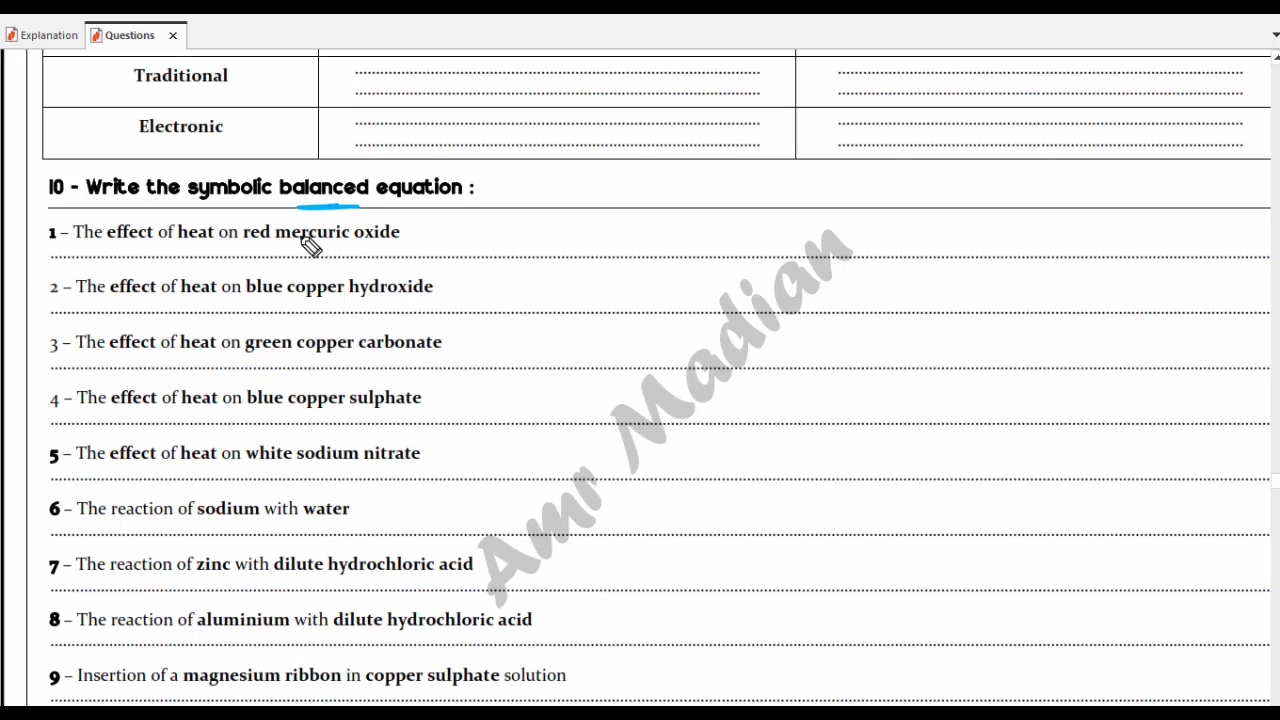 Explanation
Questions
Traditional
Electronic
10 - Write the symbolic balanced equation :
1 – The effect of heat on red mercuric oxide
2 – The effect of heat on blue copper hydroxide
3 – The effect of heat on green copper carbonate
4 – The effect of heat on blue copper sulphate
5 – The effect of heat on white sodium nitrate
6 – The reaction of sodium with water
7 – The reaction of zinc with dilute hydrochloric acid
8 – The reaction of aluminium with dilute hydrochloric acid
9 – Insertion of a magnesium ribbon in copper sulphate solution
Amr Madian